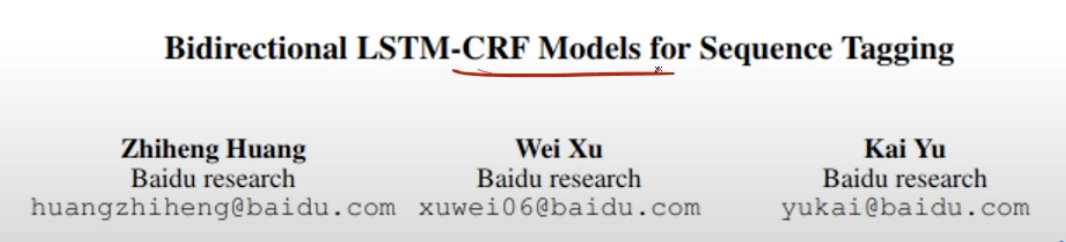 Bidirectional LSTM-CRF Models for Sequence Tagging
Zhiheng Huang Wei Xu Kai Yu
Baidu research Baidu research Baidu research
huangzhiheng@baidu.com xuwei06@baidu.com yukai@baidu.com